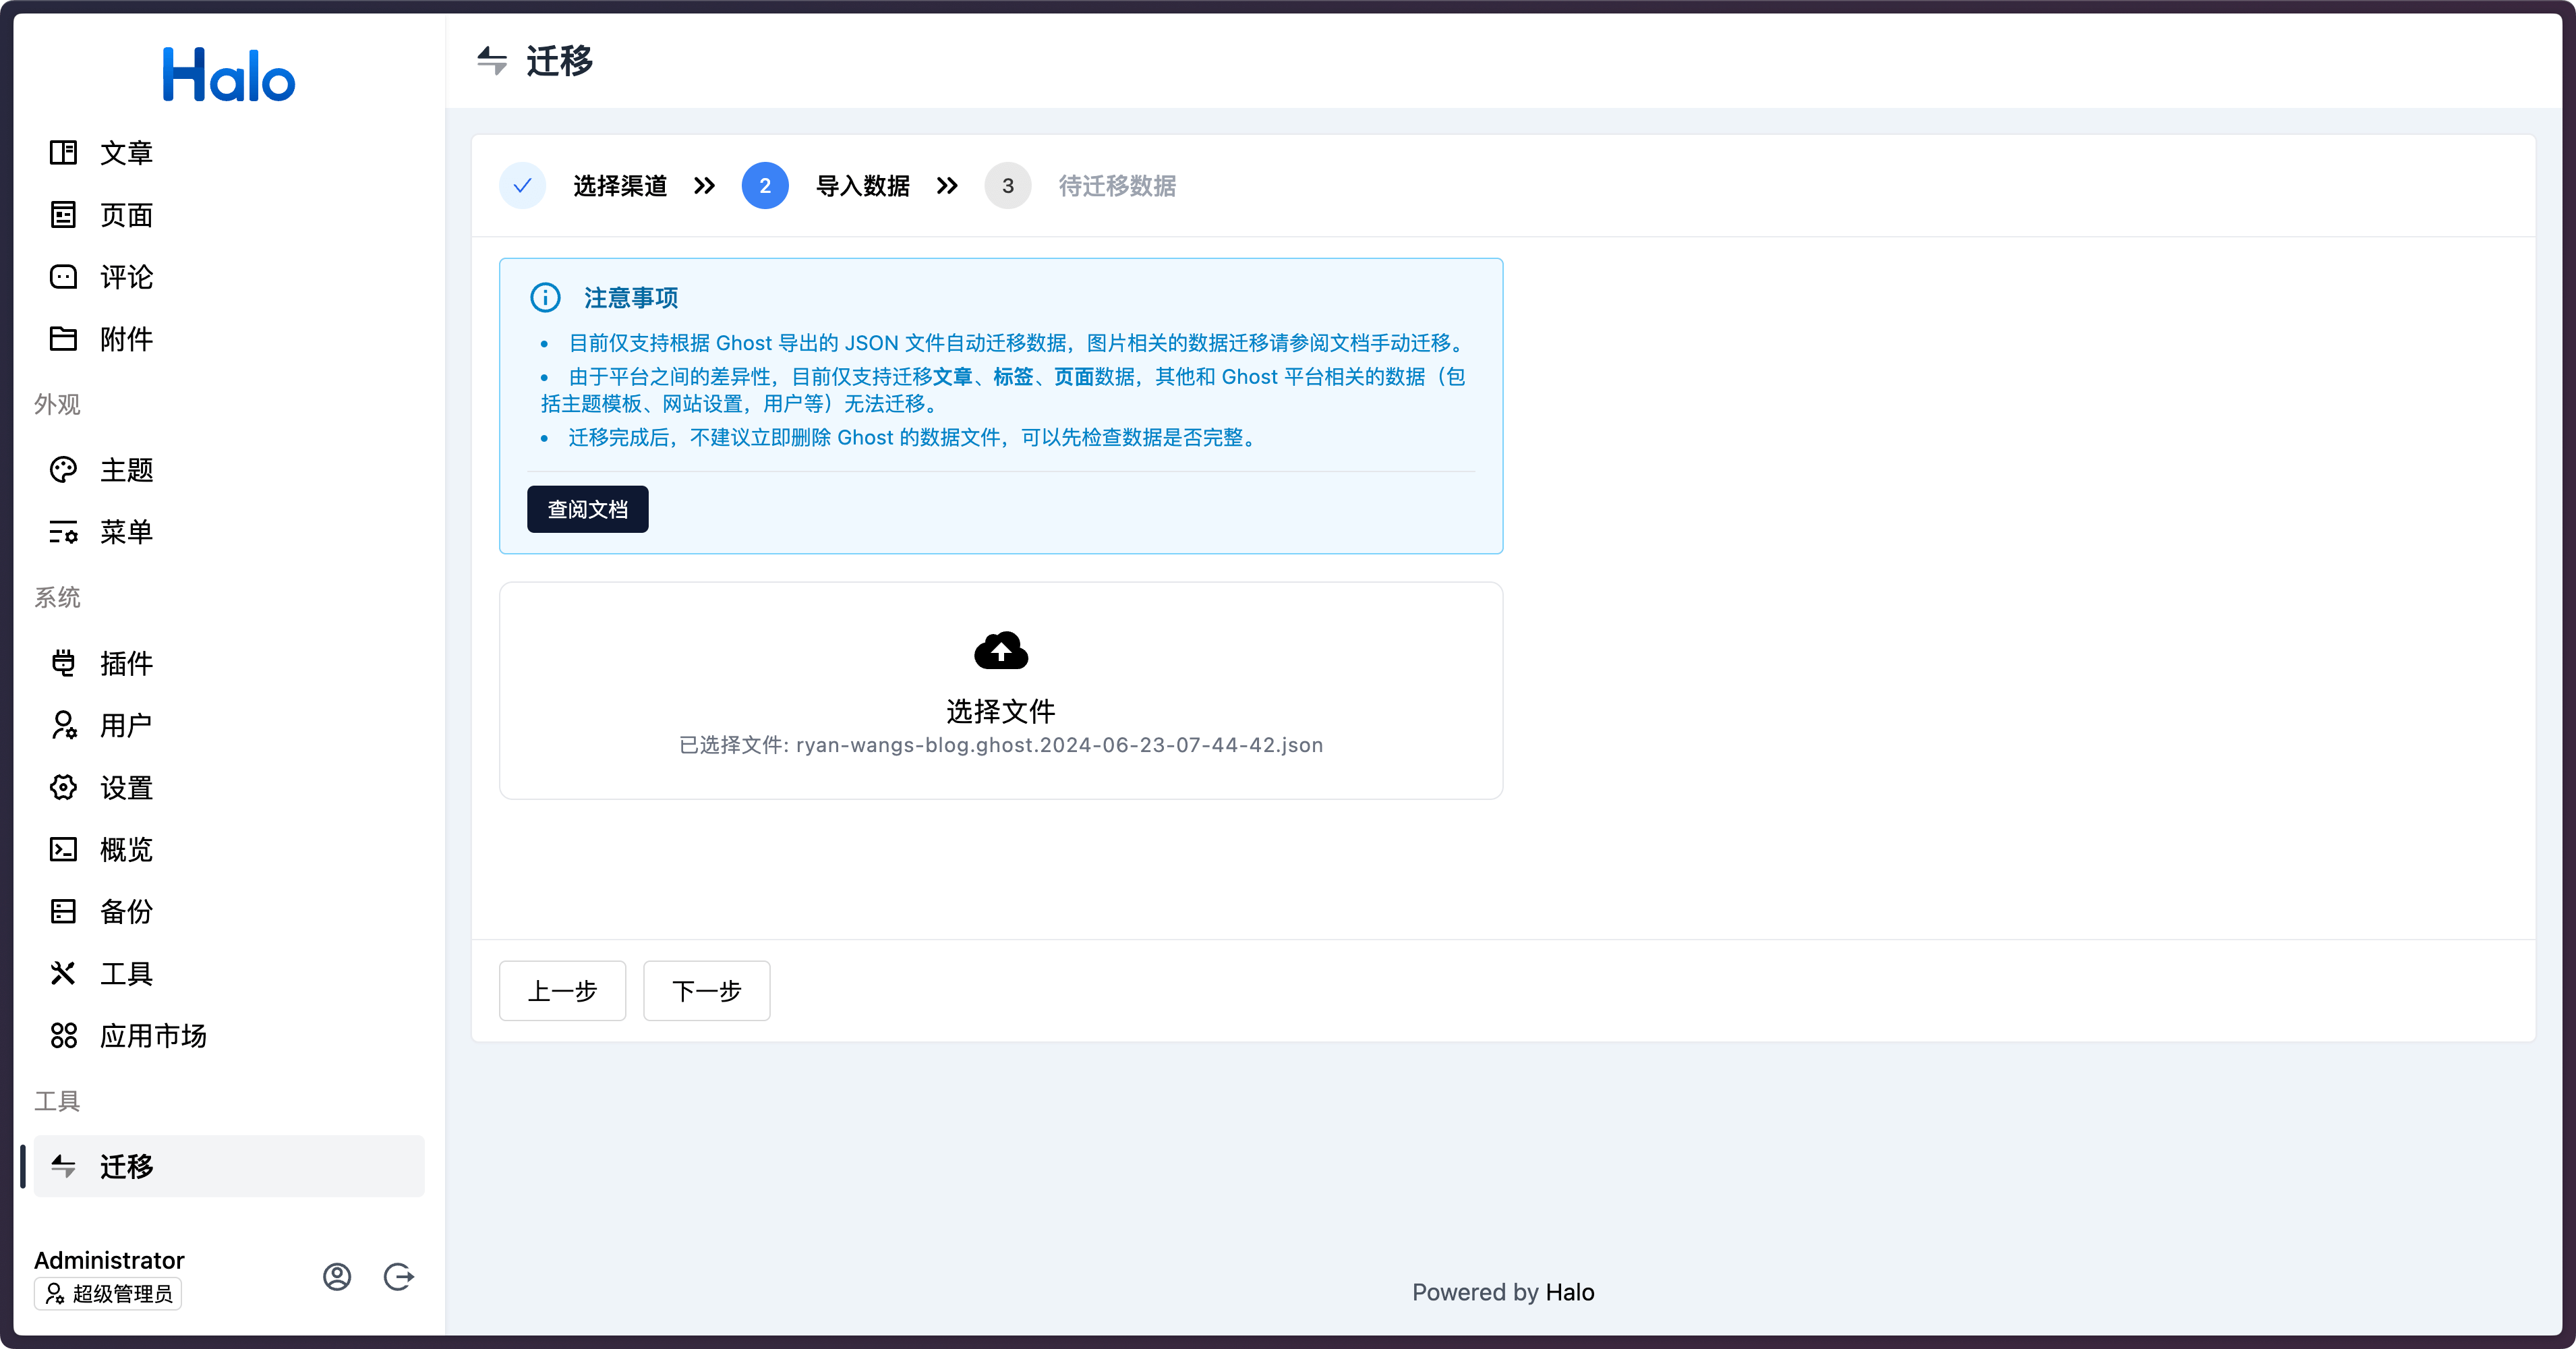 Halo
文章
页面
评论
附件
外观
主题
菜单
系统
插件
用户
设置
概览
备份
工具
应用市场
工具
迁移
Administrator
超级管理员
迁移
选择渠道
2 导入数据
3 待迁移数据
注意事项
• 目前仅支持根据 Ghost 导出的 JSON 文件自动迁移数据，图片相关的数据迁移请参阅文档手动迁移。
• 由于平台之间的差异性，目前仅支持迁移文章、标签、页面数据，其他和 Ghost 平台相关的数据（包
括主题模板、网站设置，用户等）无法迁移。
• 迁移完成后，不建议立即删除 Ghost 的数据文件，可以先检查数据是否完整。
查阅文档
选择文件
已选择文件: ryan-wangs-blog.ghost.2024-06-23-07-44-42.json
上一步 下一步
Powered by Halo